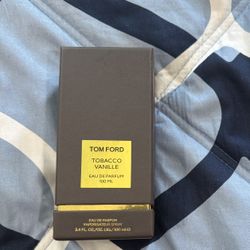 TOM FORD
TOBACCO
VANILLE
EAU DE PARFUM
100 ML
EAU DE PARFUM
VAPORISATEUR SPRAY
3.4 FL.OZ./OZ.LIQ./100 ml ℮